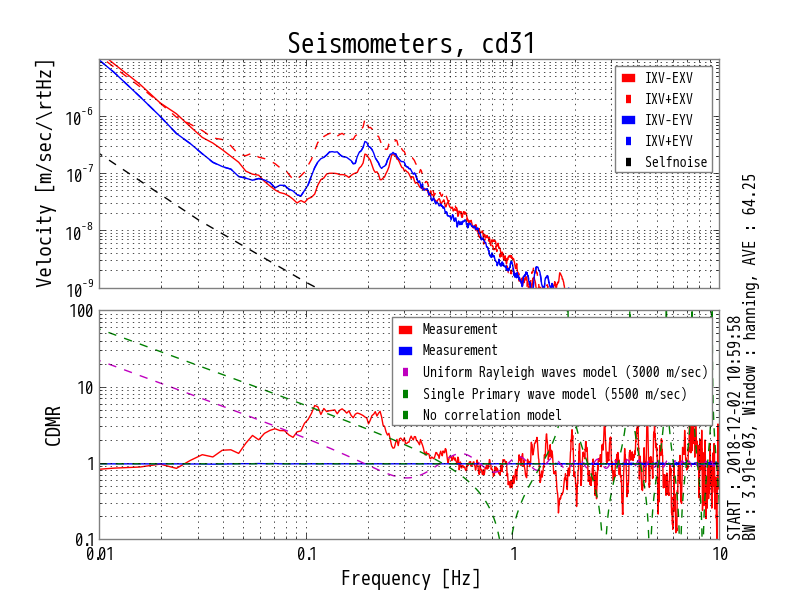 Seismometers, cd31
Velocity [m/sec/\rtHz]
10^-6
10^-7
10^-8
10^-9
IXV-EXV
IXV+EXV
IXV-EYV
IXV+EYV
Selfnoise
CDMR
100
10
1
0.1
Measurement
Measurement
Uniform Rayleigh waves model (3000 m/sec)
Single Primary wave model (5500 m/sec)
No correlation model
0.01
0.1
1
10
Frequency [Hz]
START : 2018-12-02 10:59:58
BW : 3.91e-03, Window : hanning, AVE : 64.25